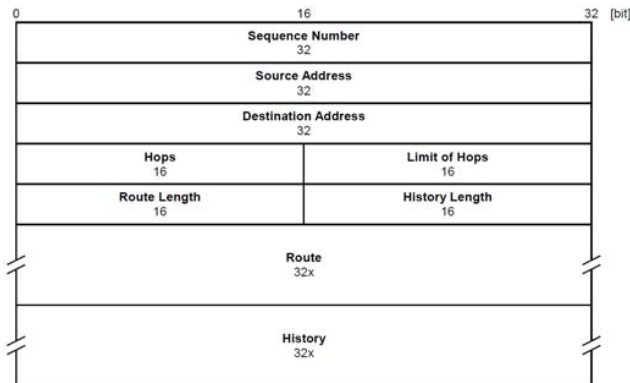 0 16 32 [bit]
Sequence Number
32
Source Address
32
Destination Address
32
Hops
16
Limit of Hops
16
Route Length
16
History Length
16
Route
32x
History
32x